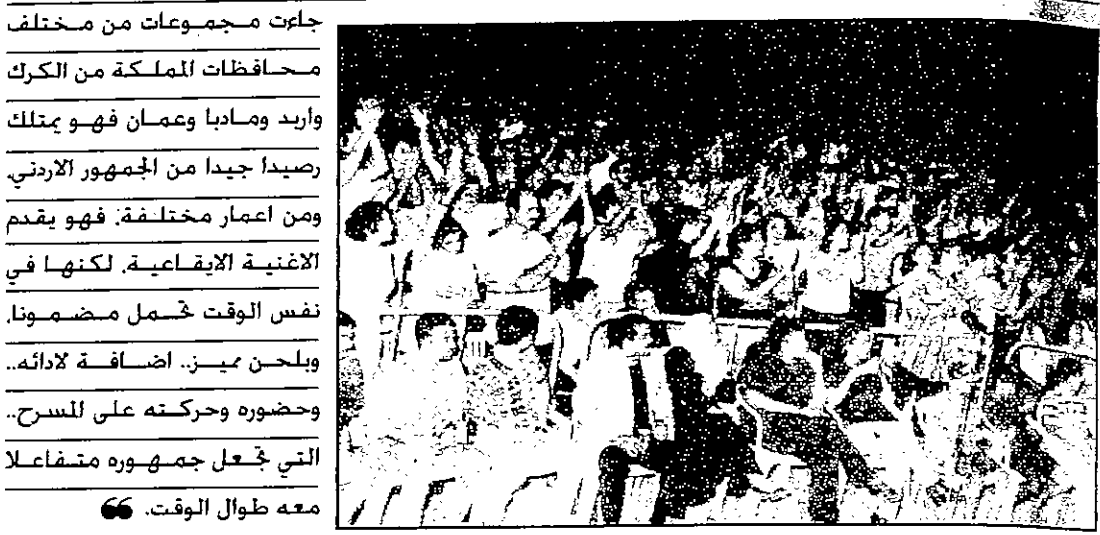 جاءت مجموعات من مختلف
محافظات المملكة من الكرك
واربد ومادبا وعمان فهو يمتلك
رصيدا جيدا من الجمهور الاردني.
ومن اعمار مختلفة. فهو يقدم
الاغنية الايقاعية. لكنها في
نفس الوقت تحمل مضمونا.
وبلحن مميز.. اضافة لادائه..
وحضوره وحركته على المسرح..
التي تجعل جمهوره متفاعلا
معه طوال الوقت. ❝